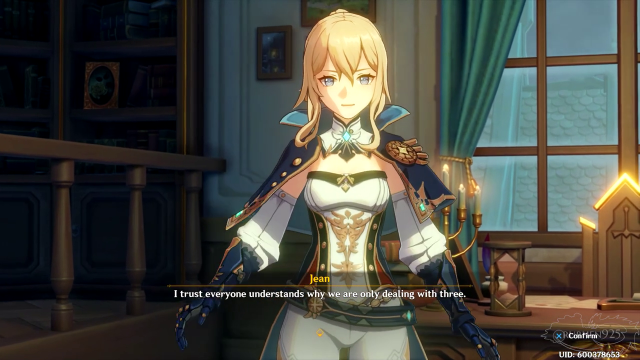 Jean
I trust everyone understands why we are only dealing with three.
Confirm
UID: 600378653